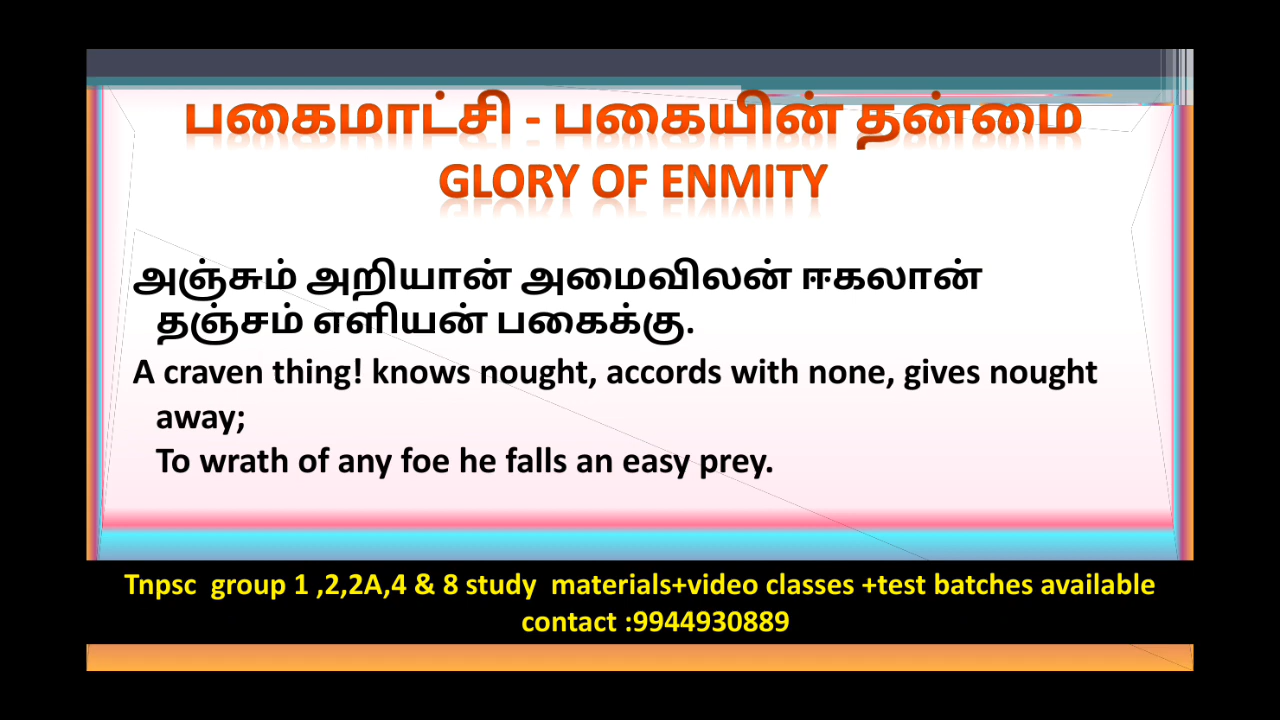 பகைமாட்சி - பகையின் தன்மை
GLORY OF ENMITY
அஞ்சும் அறியான் அமைவிலன் ஈகலான்
தஞ்சம் எளியன் பகைக்கு.
A craven thing! knows nought, accords with none, gives nought
away;
To wrath of any foe he falls an easy prey.
Tnpsc  group 1 ,2,2A,4 & 8 study  materials+video classes +test batches available
contact :9944930889